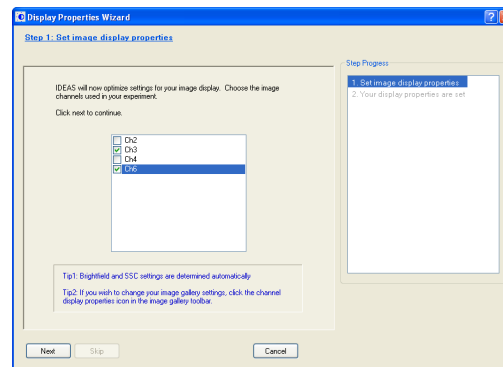 Display Properties Wizard
?
Step 1: Set image display properties
Step Progress
1. Set image display properties
2. Your display properties are set
IDEAS will now optimize settings for your image display. Choose the image
channels used in your experiment.
Click next to continue.
Ch2
Ch3
Ch4
Ch6
Tip1: Brightfield and SSC settings are determined automatically
Tip2: If you wish to change your image gallery settings, click the channel
display properties icon in the image gallery toolbar.
Next
Skip
Cancel